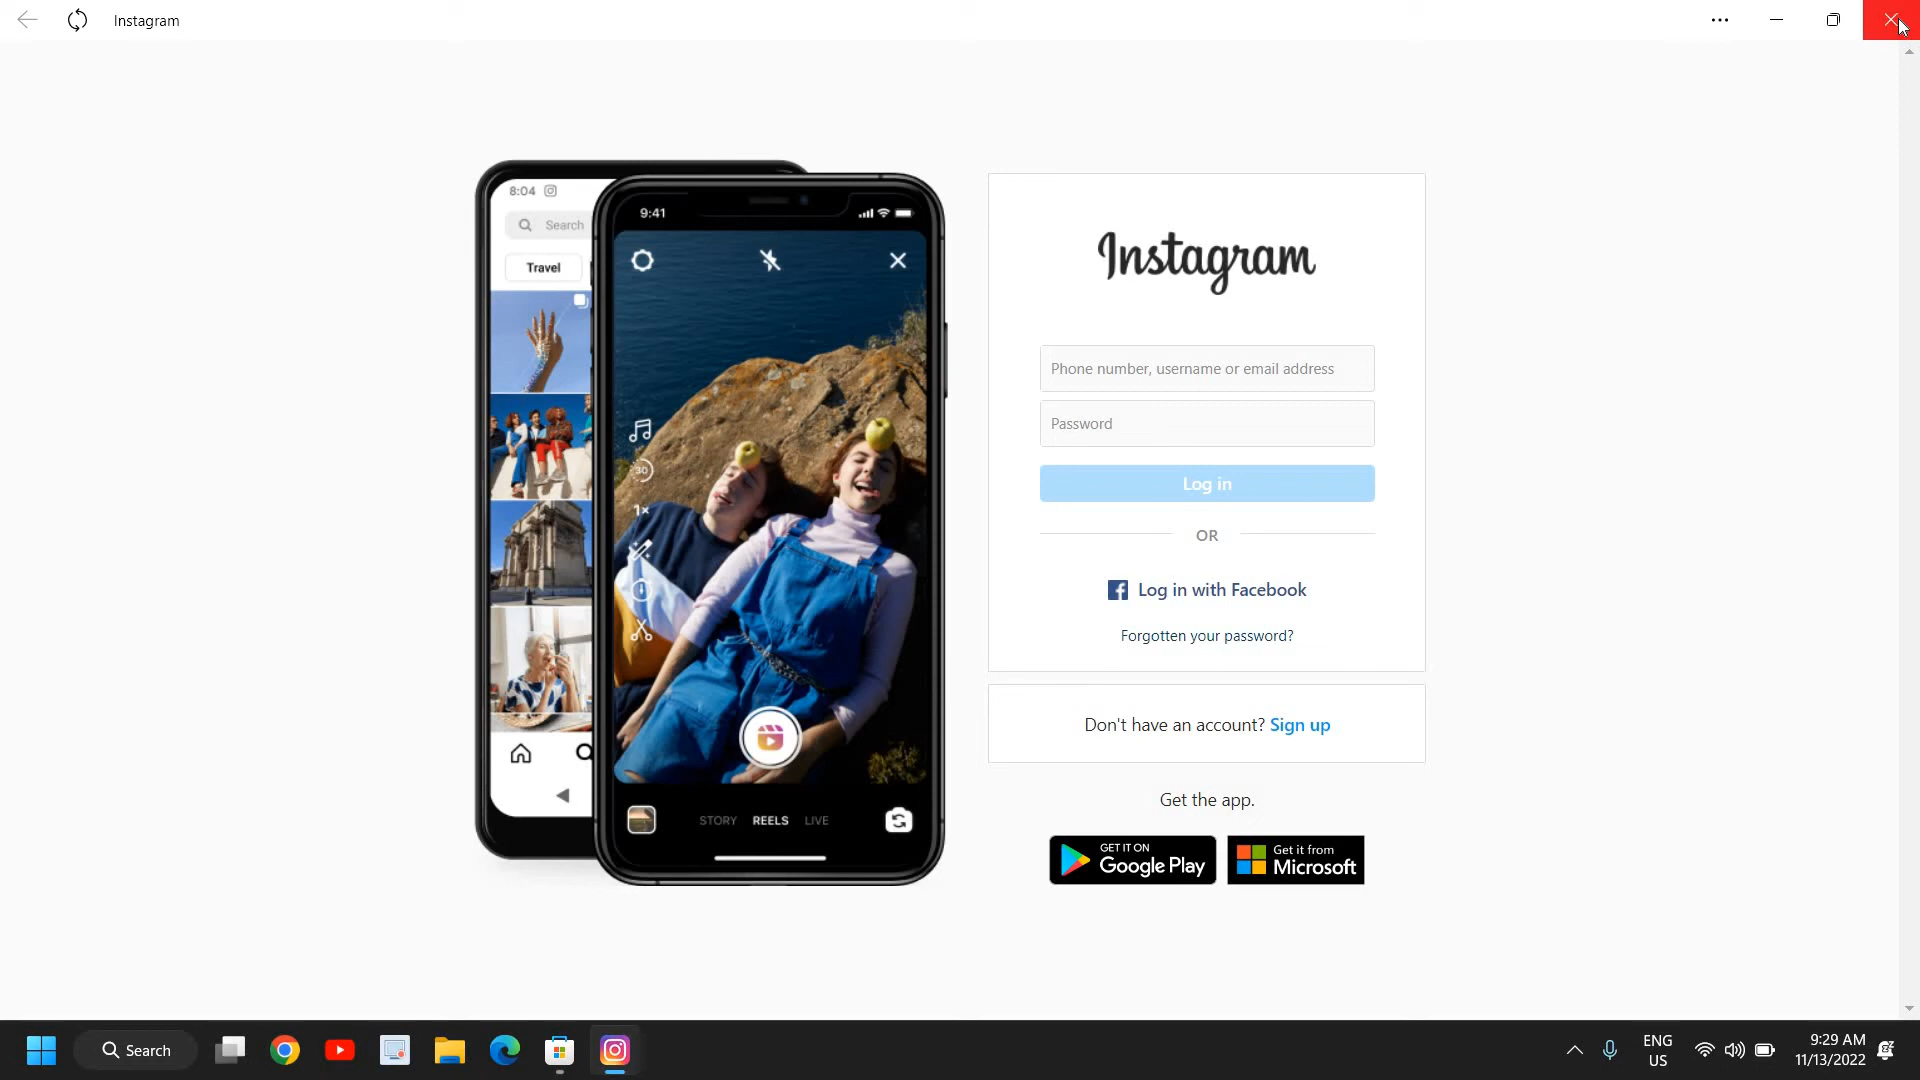 Instagram
8:04
Search
Travel
9:41
30
1×
STORY REELS LIVE
Instagram
Phone number, username or email address
Password
Log in
OR
Log in with Facebook
Forgotten your password?
Don't have an account? Sign up
Get the app.
GET IT ON
Google Play
Get it from
Microsoft
Search
ENG
US
9:29 AM
11/13/2022